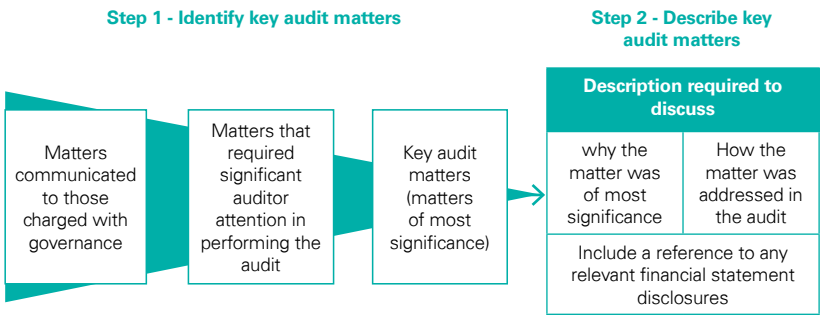 Step 1 - Identify key audit matters
Step 2 - Describe key
audit matters
Matters
communicated
to those
charged with
governance
Matters that
required
significant
auditor
attention in
performing the
audit
Key audit
matters
(matters
of most
significance)
Description required to
discuss
why the
matter was
of most
significance
How the
matter was
addressed in
the audit
Include a reference to any
relevant financial statement
disclosures